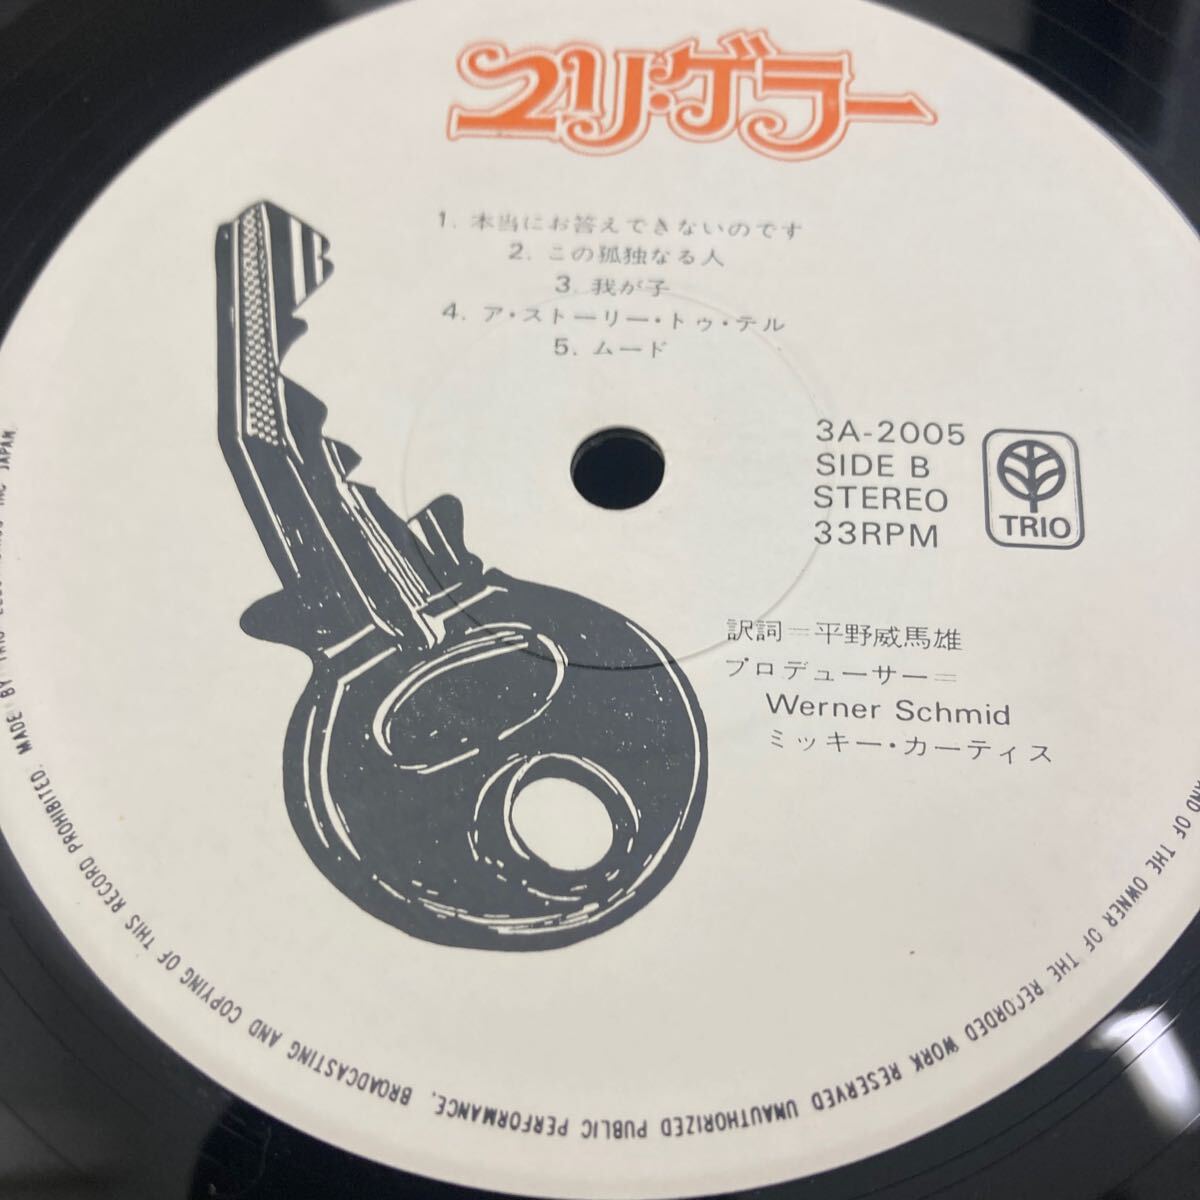 ユリ・ゲラー
1. 本当にお答えできないのです
2. この孤独なる人
3. 我が子
4. ア・ストーリー・トゥ・テル
5. ムード
3A-2005
SIDE B
STEREO
33RPM
TRIO
訳詞＝平野威馬雄
プロデューサー＝
Werner Schmid
ミッキー・カーティス
AND OF THE OWNER OF THE RECORDED WORK RESERVED UNAUTHORIZED PUBLIC PERFORMANCE, BROADCASTING AND COPYING OF THIS RECORD PROHIBITED. MADE BY TRIO INC JAPAN.